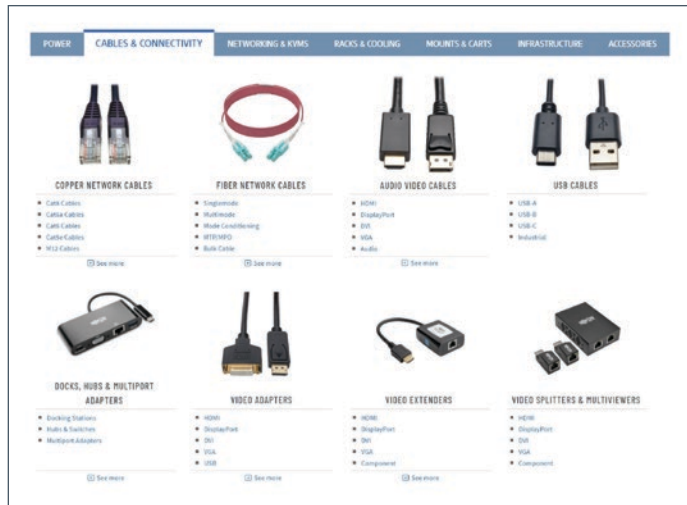 POWER
CABLES & CONNECTIVITY
NETWORKING & KVMS
RACKS & COOLING
MOUNTS & CARTS
INFRASTRUCTURE
ACCESSORIES
COPPER NETWORK CABLES
Cat8 Cables
Cat6a Cables
Cat6 Cables
Cat5e Cables
M12 Cables
See more
FIBER NETWORK CABLES
Singlemode
Multimode
Mode Conditioning
MTP/MPO
Bulk Cable
See more
AUDIO VIDEO CABLES
HDMI
DisplayPort
DVI
VGA
Audio
See more
USB CABLES
USB-A
USB-B
USB-C
Industrial
DOCKS, HUBS & MULTIPORT
ADAPTERS
Docking Stations
Hubs & Switches
Multiport Adapters
See more
VIDEO ADAPTERS
HDMI
DisplayPort
DVI
VGA
USB
See more
VIDEO EXTENDERS
HDMI
DisplayPort
DVI
VGA
Component
See more
VIDEO SPLITTERS & MULTIVIEWERS
HDMI
DisplayPort
DVI
VGA
Component